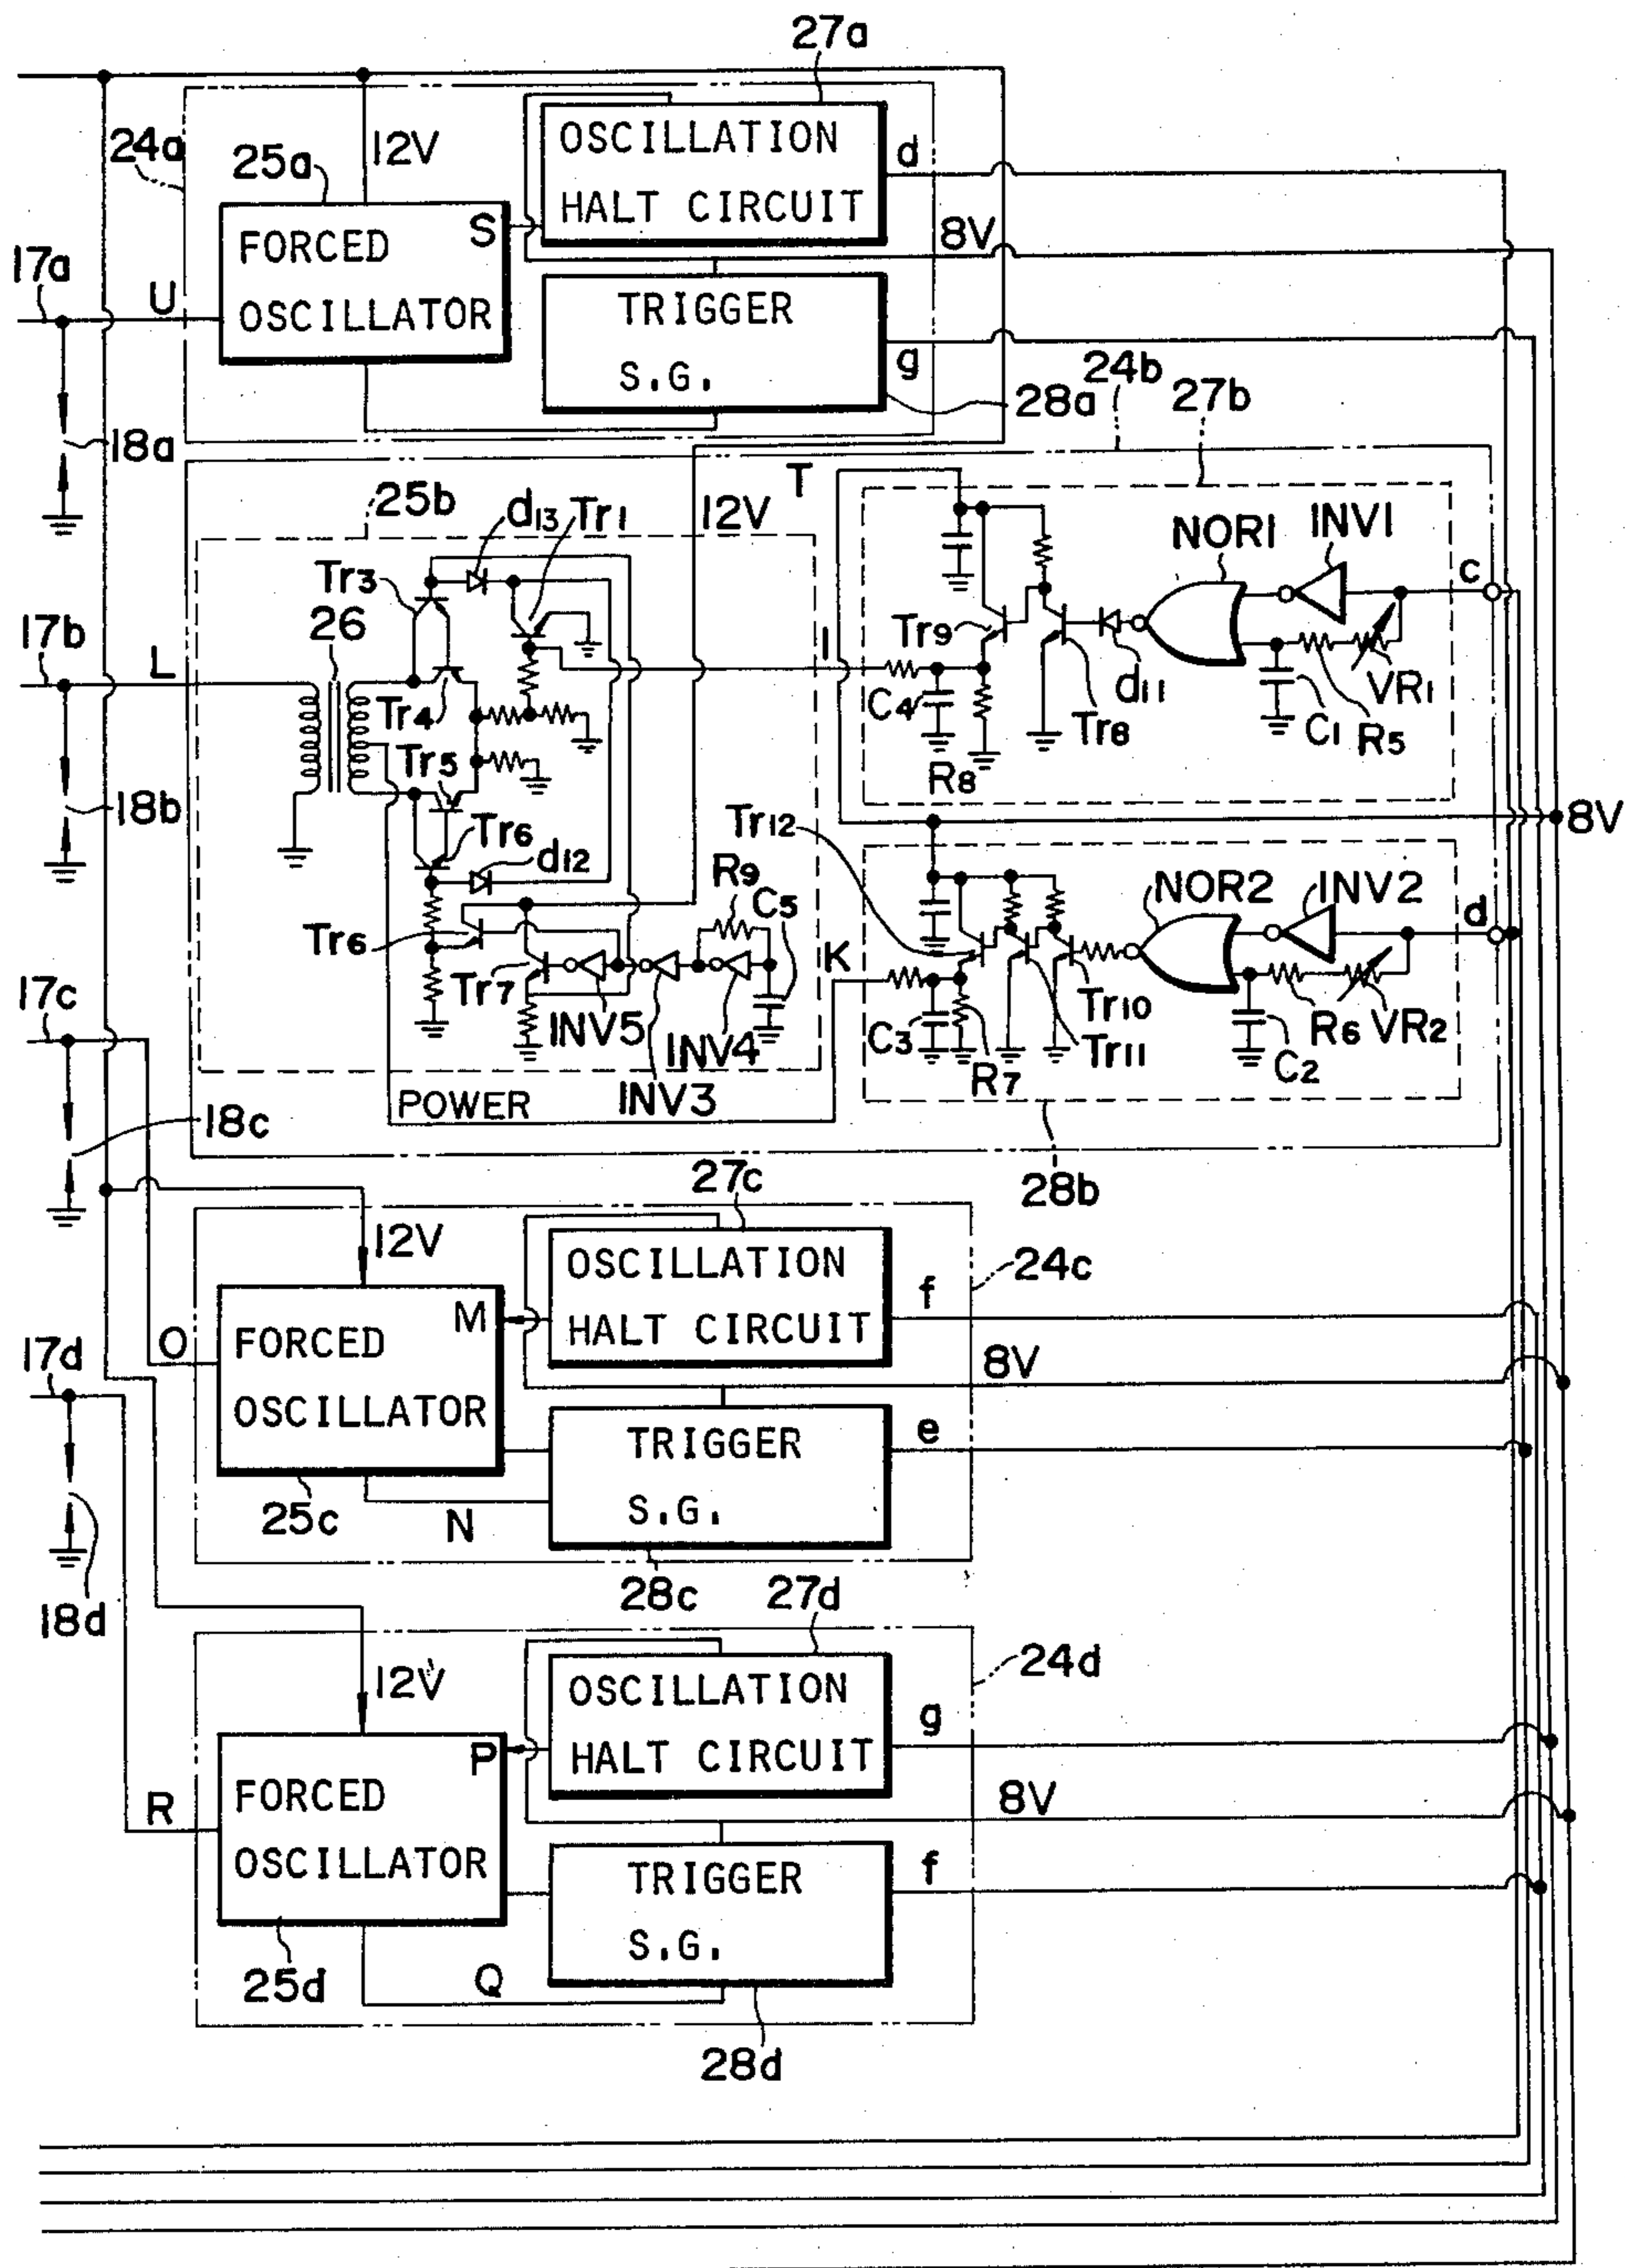 27a
24a
25a
12V
OSCILLATION
HALT CIRCUIT
d
FORCED
OSCILLATOR
S
8V
17a
U
TRIGGER
S.G.
g
28a
24b
27b
18a
25b
d13
Tr1
12V
T
NOR1
INV1
c
Tr3
26
17b
L
Tr4
Tr5
I
Tr9
C4
R8
Tr8
d11
C1
R5
VR1
18b
8V
Tr6
d12
Tr12
R9
C5
NOR2
INV2
d
Tr6
Tr7
INV5
INV4
INV3
K
C3
R7
Tr10
Tr11
C2
R6
VR2
17c
POWER
18c
28b
27c
12V
OSCILLATION
HALT CIRCUIT
f
24c
M
FORCED
OSCILLATOR
O
17d
8V
TRIGGER
S.G.
e
25c
N
28c
18d
27d
12V
OSCILLATION
HALT CIRCUIT
g
24d
P
FORCED
OSCILLATOR
R
8V
TRIGGER
S.G.
f
25d
Q
28d